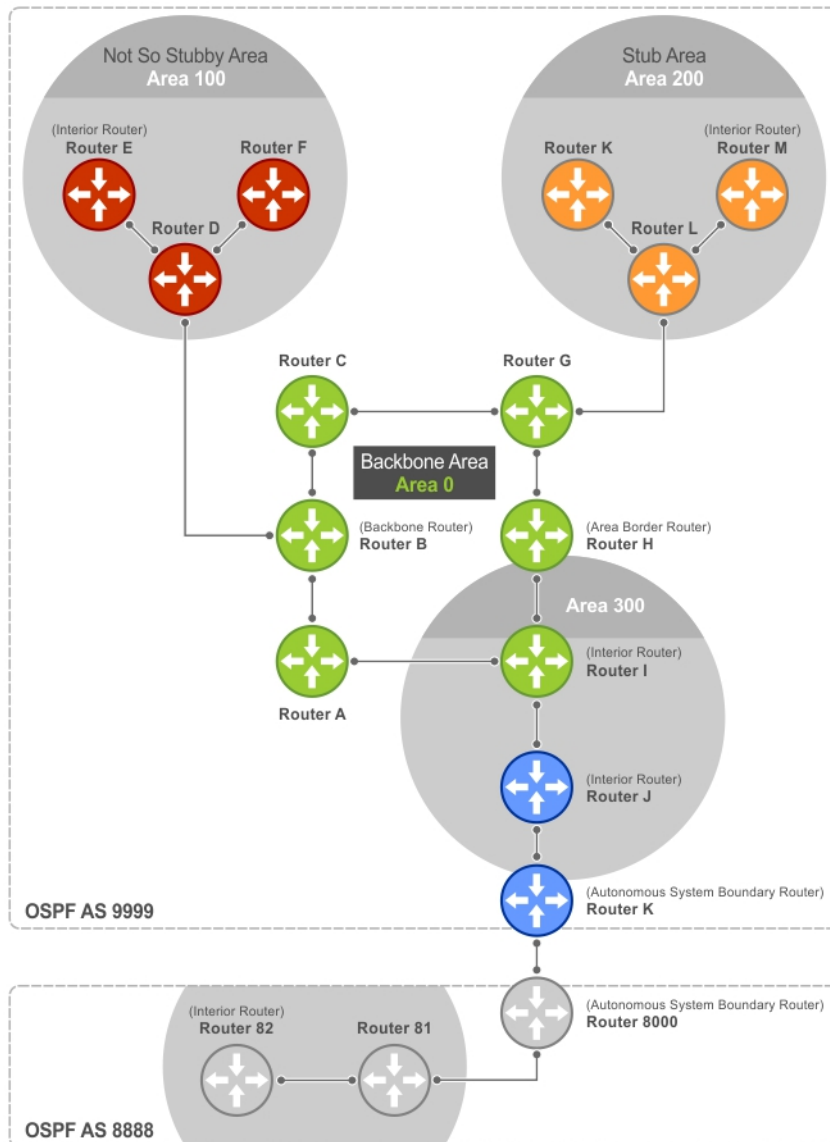 Not So Stubby Area
Area 100
(Interior Router)
Router E
Router F
Router D
Stub Area
Area 200
Router K
(Interior Router)
Router M
Router L
Router C
Router G
Backbone Area
Area 0
(Backbone Router)
Router B
(Area Border Router)
Router H
Area 300
Router A
(Interior Router)
Router I
(Interior Router)
Router J
(Autonomous System Boundary Router)
Router K
OSPF AS 9999
(Autonomous System Boundary Router)
Router 8000
(Interior Router)
Router 82
Router 81
OSPF AS 8888